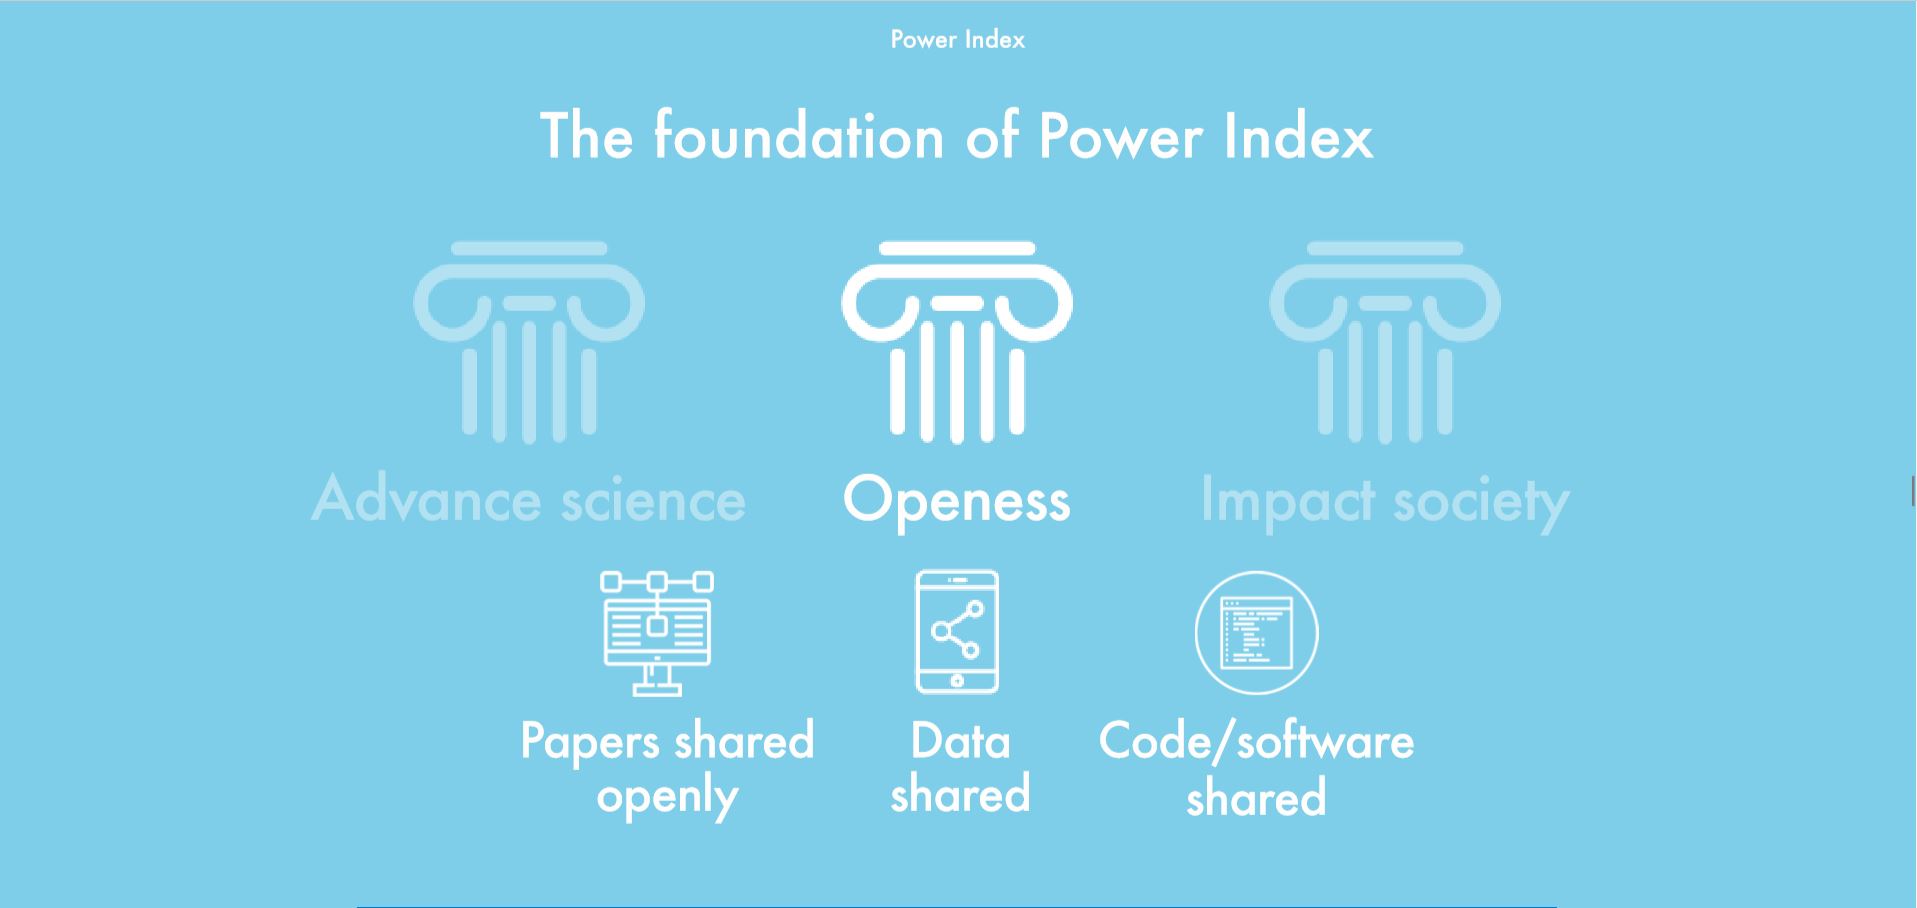 Power Index
The foundation of Power Index
Advance science
Openess
Impact society
Papers shared
openly
Data
shared
Code/software
shared